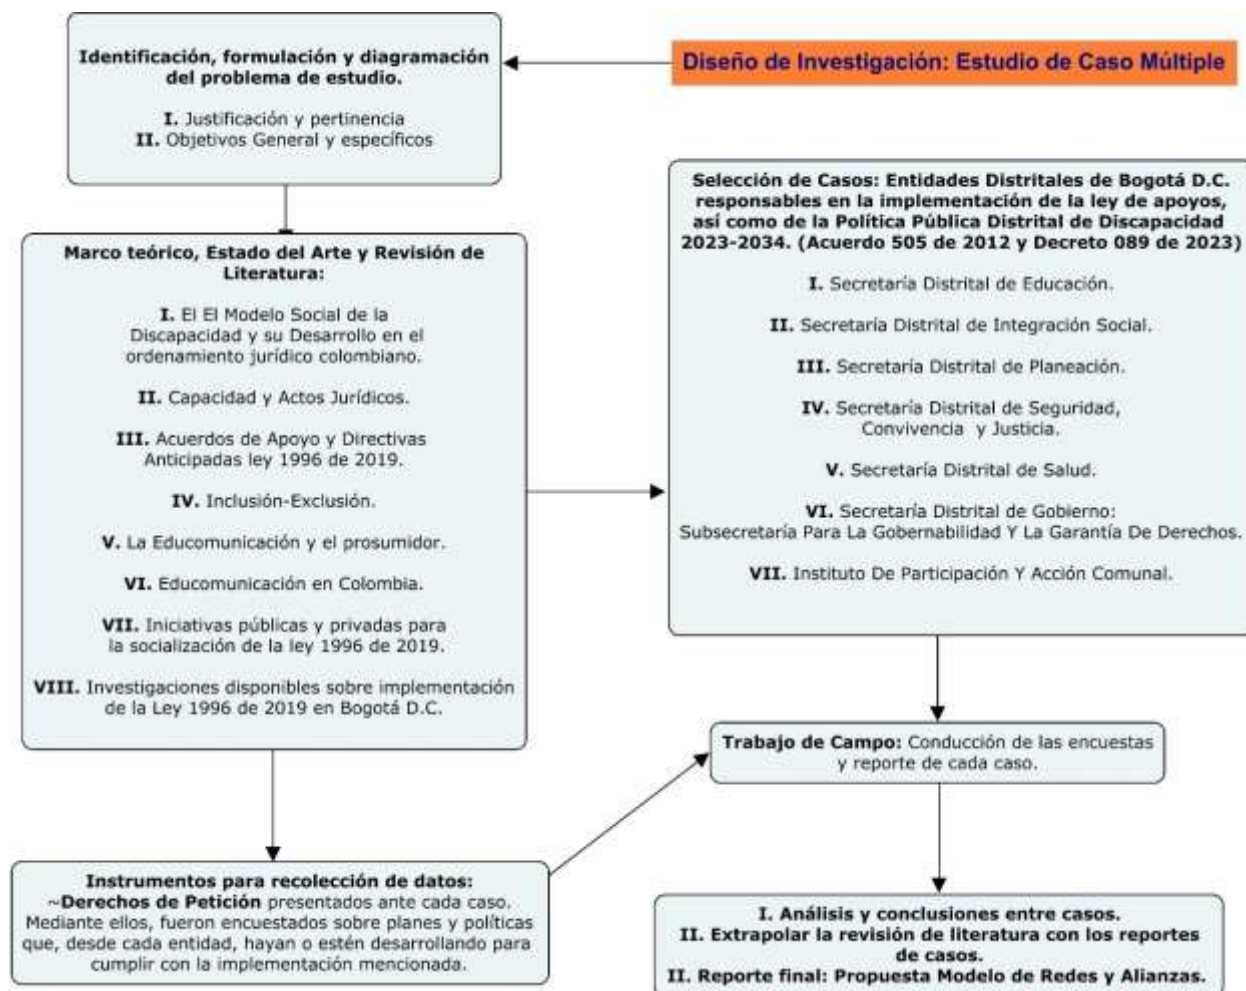 Diseño de Investigación: Estudio de Caso Múltiple
Identificación, formulación y diagramación
del problema de estudio.
I. Justificación y pertinencia
II. Objetivos General y específicos
Marco teórico, Estado del Arte y Revisión de
Literatura:
I. El El Modelo Social de la
Discapacidad y su Desarrollo en el
ordenamiento jurídico colombiano.
II. Capacidad y Actos Jurídicos.
III. Acuerdos de Apoyo y Directivas
Anticipadas ley 1996 de 2019.
IV. Inclusión-Exclusión.
V. La Educomunicación y el prosumidor.
VI. Educomunicación en Colombia.
VII. Iniciativas públicas y privadas para
la socialización de la ley 1996 de 2019.
VIII. Investigaciones disponibles sobre implementación
de la Ley 1996 de 2019 en Bogotá D.C.
Selección de Casos: Entidades Distritales de Bogotá D.C.
responsables en la implementación de la ley de apoyos,
así como de la Política Pública Distrital de Discapacidad
2023-2034. (Acuerdo 505 de 2012 y Decreto 089 de 2023)
I. Secretaría Distrital de Educación.
II. Secretaría Distrital de Integración Social.
III. Secretaría Distrital de Planeación.
IV. Secretaría Distrital de Seguridad,
Convivencia y Justicia.
V. Secretaría Distrital de Salud.
VI. Secretaría Distrital de Gobierno:
Subsecretaría Para La Gobernabilidad Y La Garantía De Derechos.
VII. Instituto De Participación Y Acción Comunal.
Instrumentos para recolección de datos:
~Derechos de Petición presentados ante cada caso.
Mediante ellos, fueron encuestados sobre planes y políticas
que, desde cada entidad, hayan o estén desarrollando para
cumplir con la implementación mencionada.
Trabajo de Campo: Conducción de las encuestas
y reporte de cada caso.
I. Análisis y conclusiones entre casos.
II. Extrapolar la revisión de literatura con los reportes
de casos.
II. Reporte final: Propuesta Modelo de Redes y Alianzas.